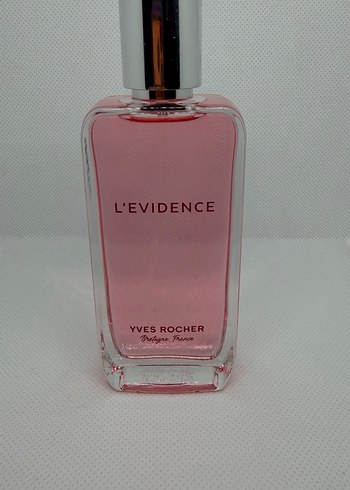 L'EVIDENCE
YVES ROCHER
Bretagne, France